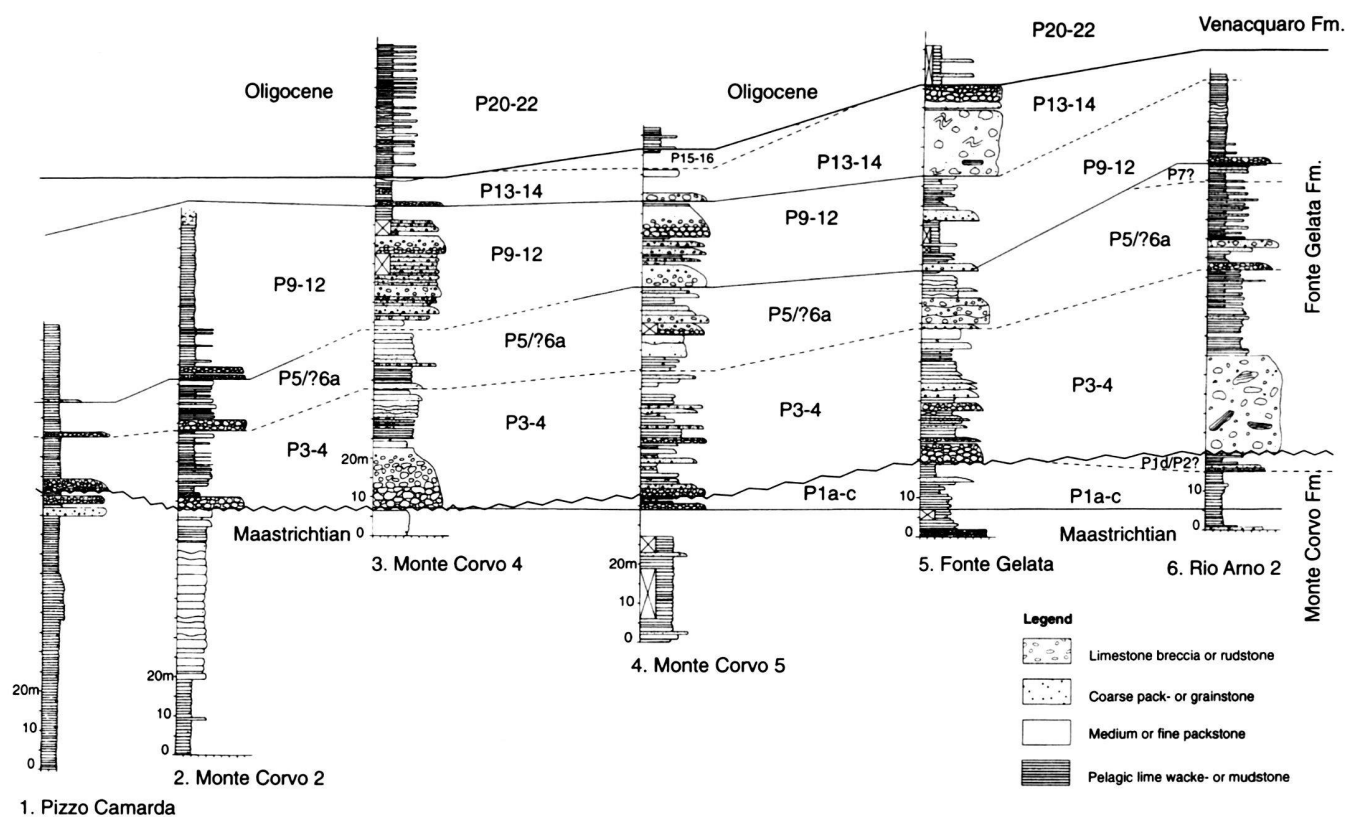 P20-22
Venacquaro Fm.
Oligocene
P20-22
Oligocene
P13-14
P15-16
P13-14
P9-12
P7?
P13-14
P9-12
P5/?6a
P9-12
P9-12
P5/?6a
P5/?6a
P5/?6a
P3-4
P3-4
P3-4
P3-4
Fonte Gelata Fm.
P1d/P2?
P1a-c
P1a-c
Maastrichtian
Maastrichtian
Monte Corvo Fm.
20m
10
0
1. Pizzo Camarda
20m
10
0
2. Monte Corvo 2
20m
10
0
3. Monte Corvo 4
20m
10
0
4. Monte Corvo 5
10
0
5. Fonte Gelata
10
0
6. Rio Arno 2
Legend
Limestone breccia or rudstone
Coarse pack- or grainstone
Medium or fine packstone
Pelagic lime wacke- or mudstone